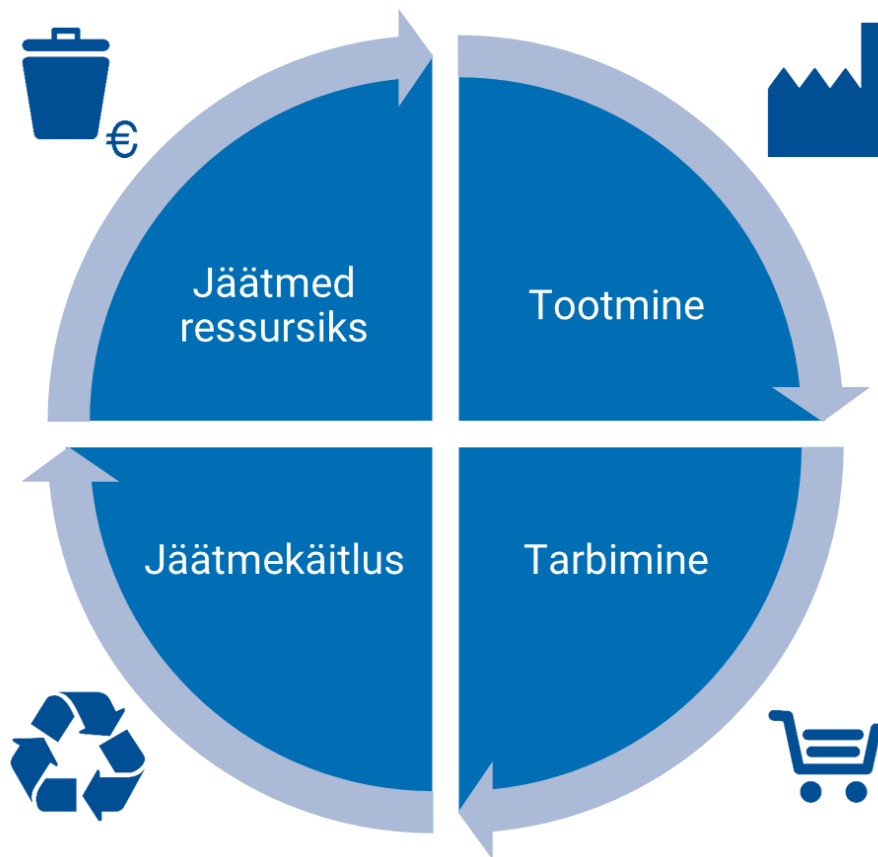 €
Jäätmed
ressursiks
Tootmine
Jäätmekäitlus
Tarbimine